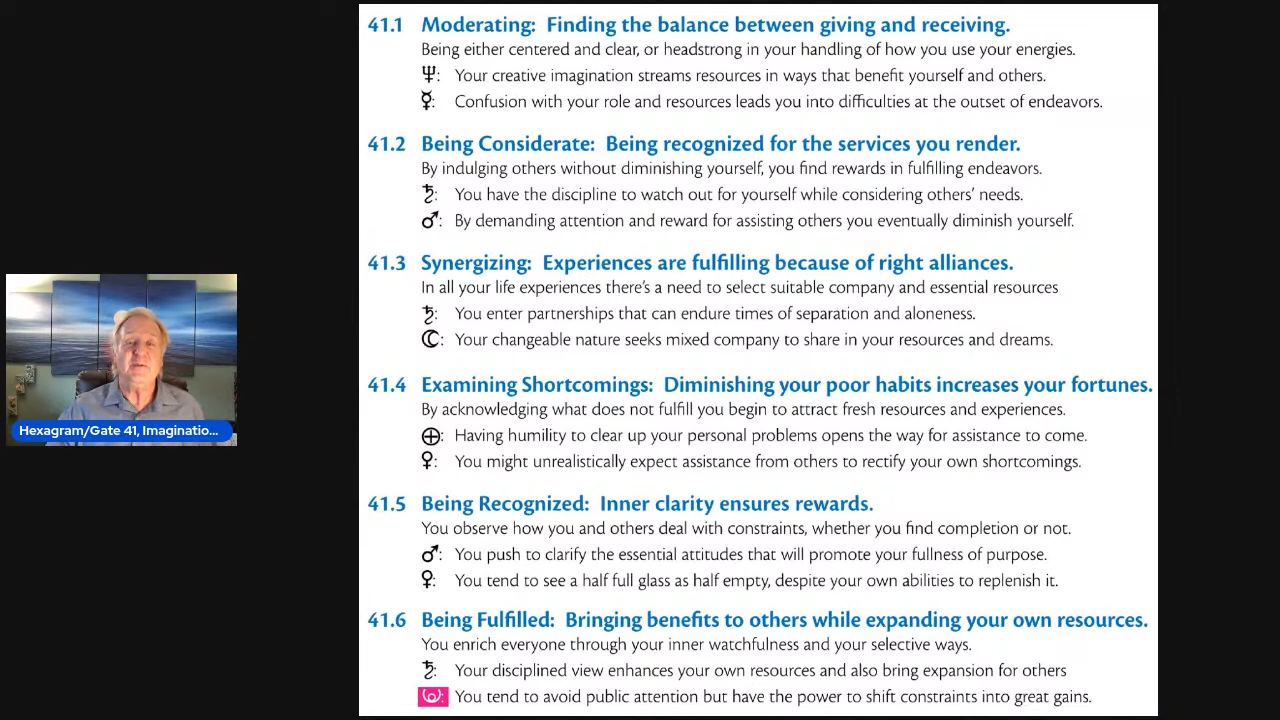 41.1 Moderating: Finding the balance between giving and receiving.
Being either centered and clear, or headstrong in your handling of how you use your energies.
♆: Your creative imagination streams resources in ways that benefit yourself and others.
☿: Confusion with your role and resources leads you into difficulties at the outset of endeavors.
41.2 Being Considerate: Being recognized for the services you render.
By indulging others without diminishing yourself, you find rewards in fulfilling endeavors.
♄: You have the discipline to watch out for yourself while considering others' needs.
♂: By demanding attention and reward for assisting others you eventually diminish yourself.
41.3 Synergizing: Experiences are fulfilling because of right alliances.
In all your life experiences there's a need to select suitable company and essential resources
♄: You enter partnerships that can endure times of separation and aloneness.
☾: Your changeable nature seeks mixed company to share in your resources and dreams.
41.4 Examining Shortcomings: Diminishing your poor habits increases your fortunes.
By acknowledging what does not fulfill you begin to attract fresh resources and experiences.
⊕: Having humility to clear up your personal problems opens the way for assistance to come.
♀: You might unrealistically expect assistance from others to rectify your own shortcomings.
41.5 Being Recognized: Inner clarity ensures rewards.
You observe how you and others deal with constraints, whether you find completion or not.
♂: You push to clarify the essential attitudes that will promote your fullness of purpose.
♀: You tend to see a half full glass as half empty, despite your own abilities to replenish it.
41.6 Being Fulfilled: Bringing benefits to others while expanding your own resources.
You enrich everyone through your inner watchfulness and your selective ways.
♄: Your disciplined view enhances your own resources and also bring expansion for others
: You tend to avoid public attention but have the power to shift constraints into great gains.
Hexagram/Gate 41, Imaginatio...